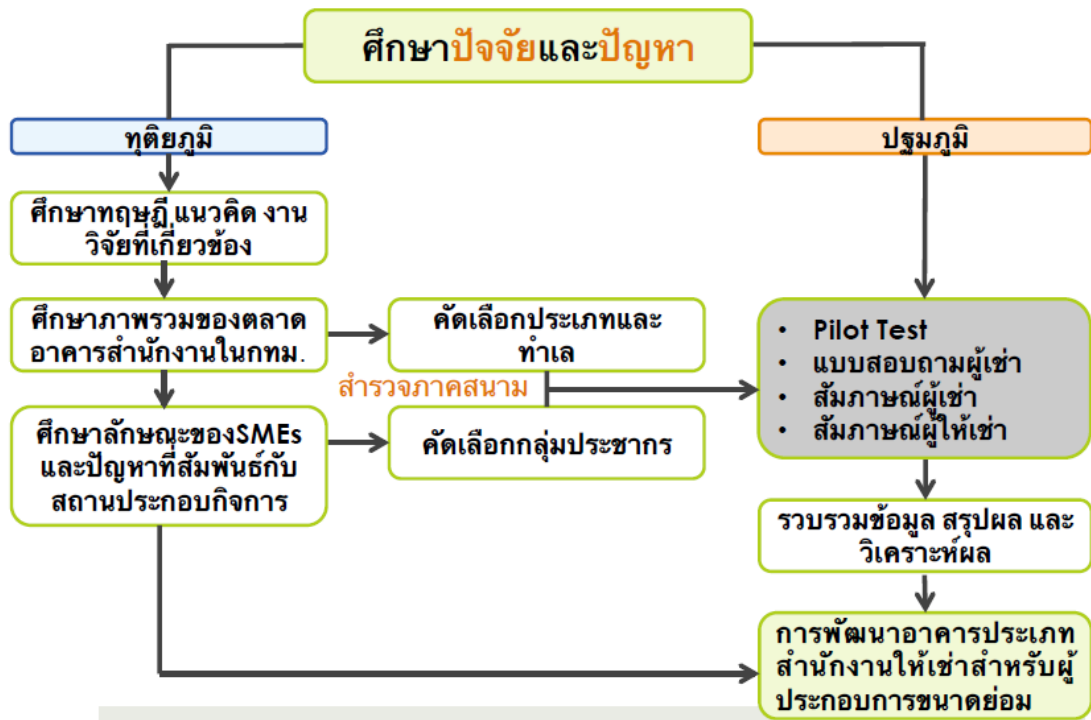 ศึกษาปัจจัยและปัญหา
ทุติยภูมิ
ปฐมภูมิ
ศึกษาทฤษฎี แนวคิด งาน
วิจัยที่เกี่ยวข้อง
ศึกษาภาพรวมของตลาด
อาคารสำนักงานในกทม.
คัดเลือกประเภทและ
ทำเล
สำรวจภาคสนาม
ศึกษาลักษณะของSMEs
และปัญหาที่สัมพันธ์กับ
สถานประกอบกิจการ
คัดเลือกกลุ่มประชากร
• Pilot Test
• แบบสอบถามผู้เช่า
• สัมภาษณ์ผู้เช่า
• สัมภาษณ์ผู้ให้เช่า
รวบรวมข้อมูล สรุปผล และ
วิเคราะห์ผล
การพัฒนาอาคารประเภท
สำนักงานให้เช่าสำหรับผู้
ประกอบการขนาดย่อม